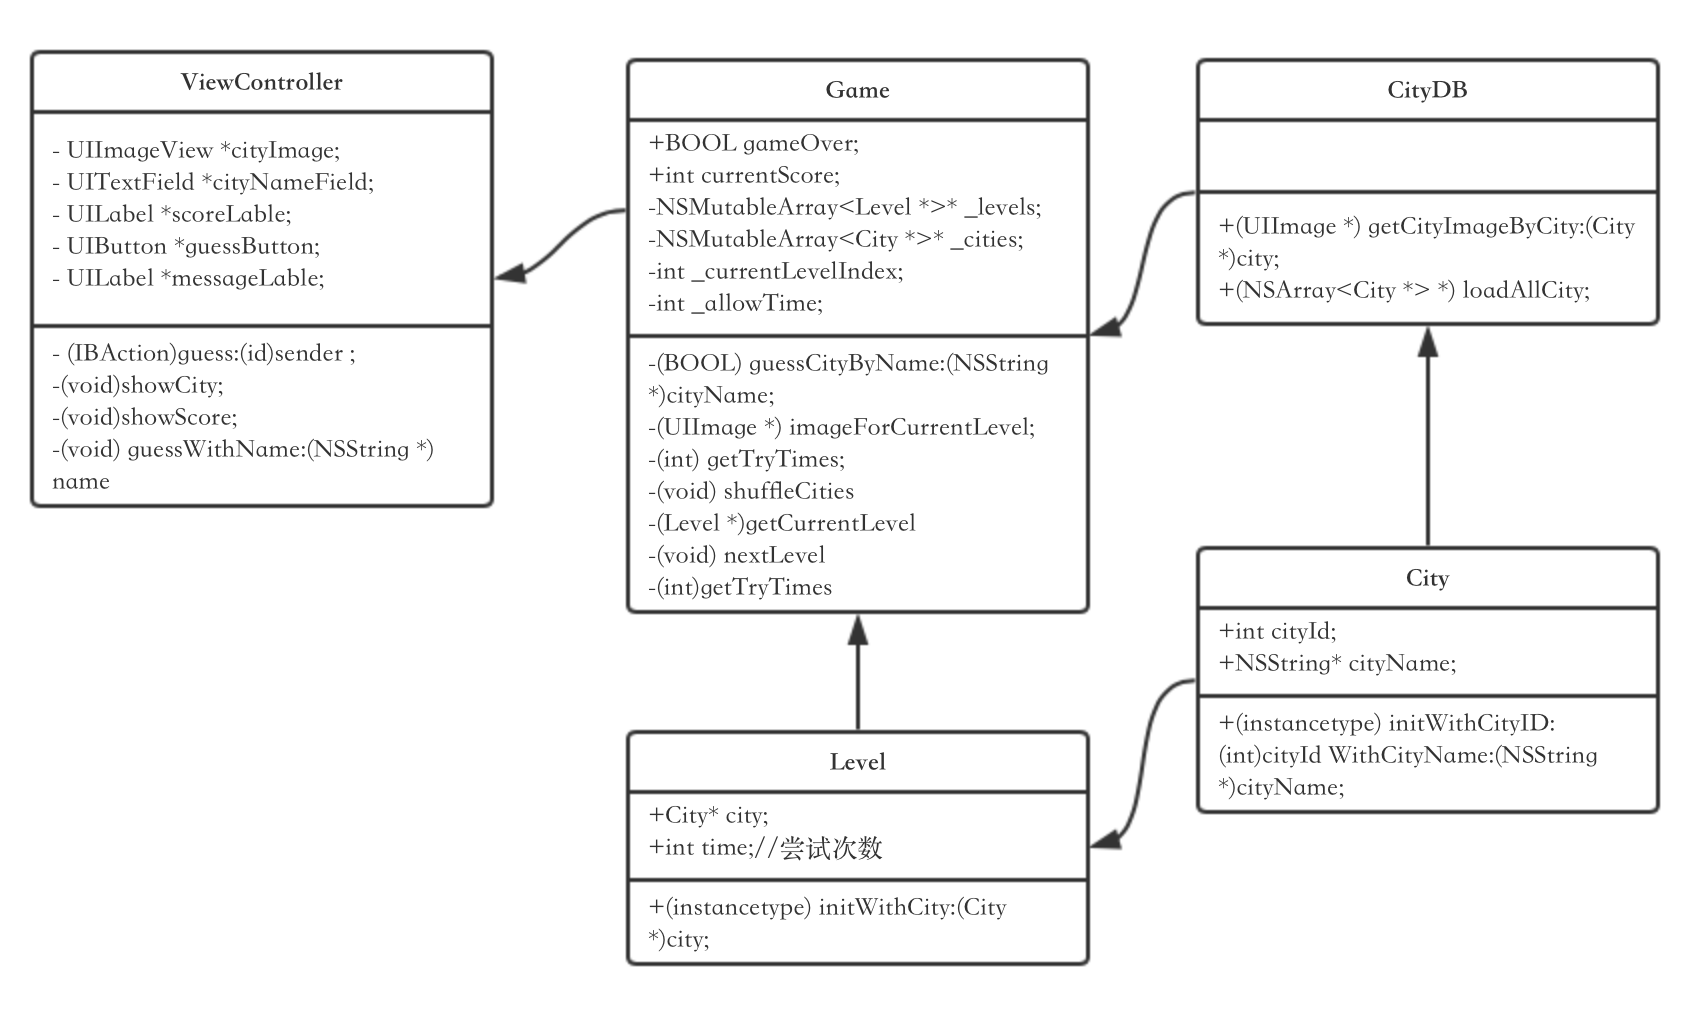 ViewController
- UIImageView *cityImage;
- UITextField *cityNameField;
- UILabel *scoreLable;
- UIButton *guessButton;
- UILabel *messageLable;
- (IBAction)guess:(id)sender ;
-(void)showCity;
-(void)showScore;
-(void) guessWithName:(NSString *)
name
Game
+BOOL gameOver;
+int currentScore;
-NSMutableArray<Level *>* _levels;
-NSMutableArray<City *>* _cities;
-int _currentLevelIndex;
-int _allowTime;
-(BOOL) guessCityByName:(NSString
*)cityName;
-(UIImage *) imageForCurrentLevel;
-(int) getTryTimes;
-(void) shuffleCities
-(Level *)getCurrentLevel
-(void) nextLevel
-(int)getTryTimes
CityDB
+(UIImage *) getCityImageByCity:(City
*)city;
+(NSArray<City *> *) loadAllCity;
Level
+City* city;
+int time;//尝试次数
+(instancetype) initWithCity:(City
*)city;
City
+int cityId;
+NSString* cityName;
+(instancetype) initWithCityID:
(int)cityId WithCityName:(NSString
*)cityName;